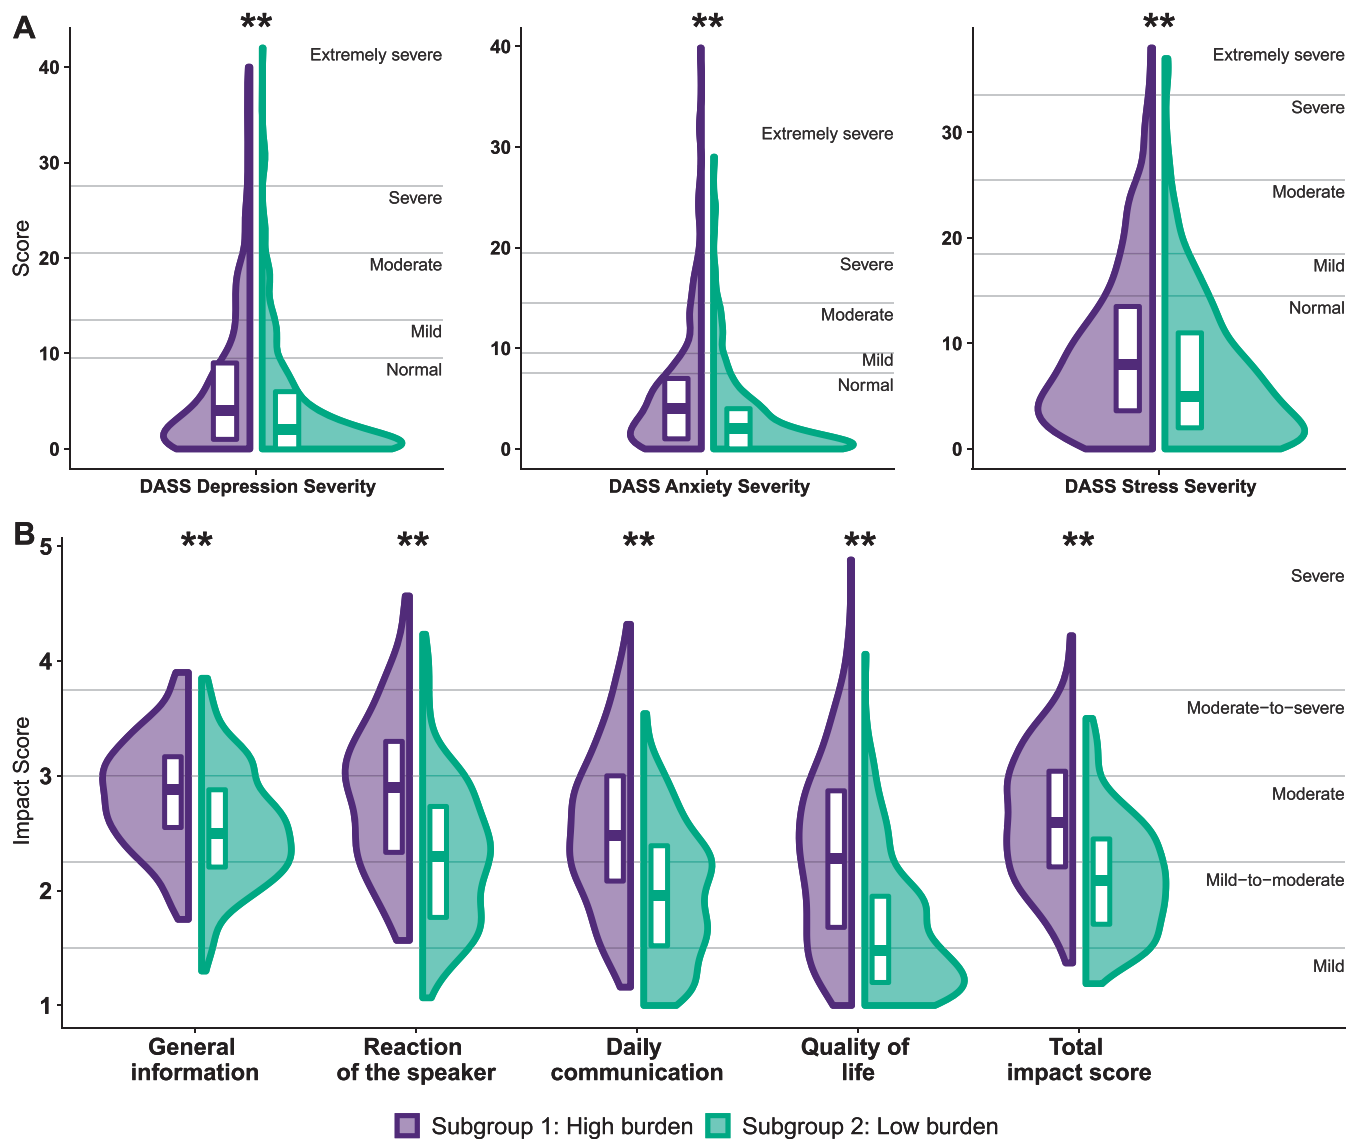 A
**
**
**
Score
40
30
20
10
0
Extremely severe
Severe
Moderate
Mild
Normal
DASS Depression Severity
40
30
20
10
0
Extremely severe
Severe
Moderate
Mild
Normal
DASS Anxiety Severity
30
20
10
0
Extremely severe
Severe
Moderate
Mild
Normal
DASS Stress Severity
B
**
**
**
**
**
Impact Score
5
4
3
2
1
Severe
Moderate−to−severe
Moderate
Mild−to−moderate
Mild
General
information
Reaction
of the speaker
Daily
communication
Quality of
life
Total
impact score
Subgroup 1: High burden
Subgroup 2: Low burden